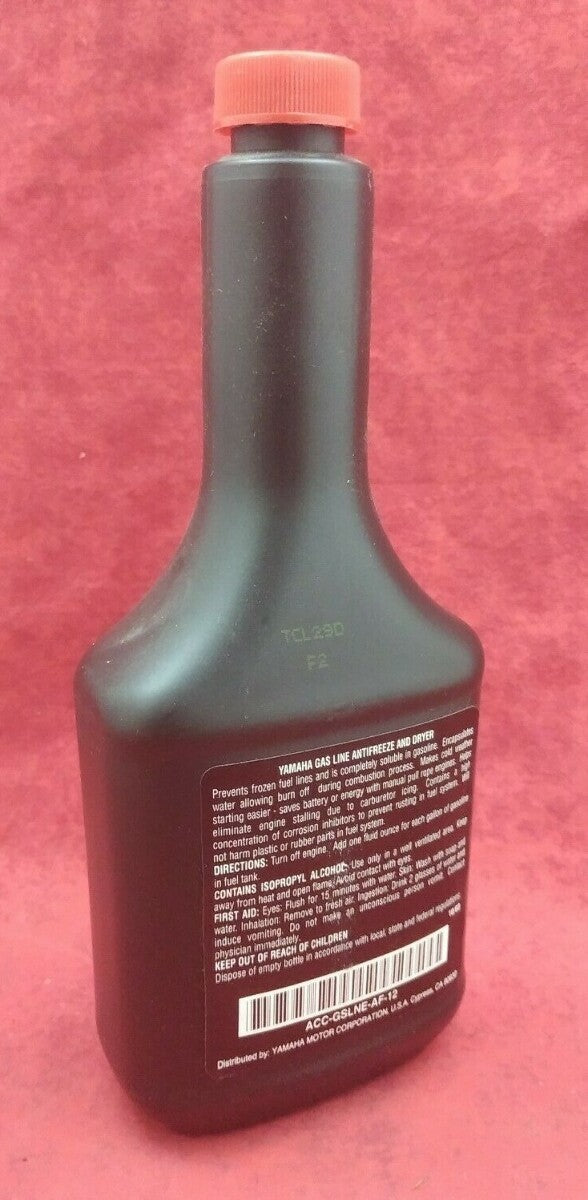 TCL29D
F2
YAMAHA GAS LINE ANTIFREEZE AND DRYER
Prevents frozen fuel lines and is completely soluble in gasoline. Encapsulates
water allowing burn off during combustion process. Makes cold weather
starting easier - saves battery or energy with manual pull rope engines. Helps
eliminate engine stalling due to carburetor icing. Contains a high
concentration of corrosion inhibitors to prevent rusting in fuel system. Will
not harm plastic or rubber parts in fuel system.
DIRECTIONS: Turn off engine. Add one fluid ounce for each gallon of gasoline
in fuel tank.
CONTAINS ISOPROPYL ALCOHOL: Use only in a well ventilated area. Keep
away from heat and open flame. Avoid contact with eyes.
FIRST AID: Eyes: Flush for 15 minutes with water. Skin: Wash with soap and
water. Inhalation: Remove to fresh air. Ingestion: Drink 2 glasses of water and
induce vomiting. Do not make an unconscious person vomit. Contact
physician immediately.
KEEP OUT OF REACH OF CHILDREN
Dispose of empty bottle in accordance with local, state and federal regulations.
ACC-GSLNE-AF-12
Distributed by: YAMAHA MOTOR CORPORATION, U.S.A. Cypress, CA 90630